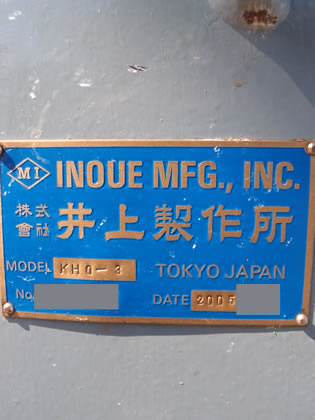 MI INOUE MFG., INC.
株式會社 井上製作所
MODEL KHO-3 TOKYO JAPAN
No. DATE 2005